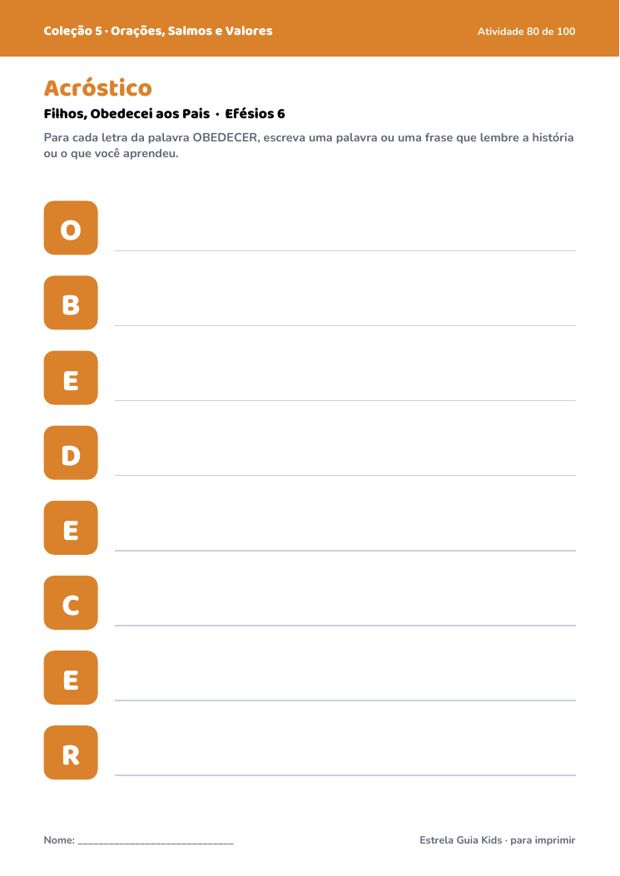 Coleção 5 · Orações, Salmos e Valores
Atividade 80 de 100
Acróstico
Filhos, Obedecei aos Pais · Efésios 6
Para cada letra da palavra OBEDECER, escreva uma palavra ou uma frase que lembre a história
ou o que você aprendeu.
O
B
E
D
E
C
E
R
Nome: ______________________________
Estrela Guia Kids · para imprimir